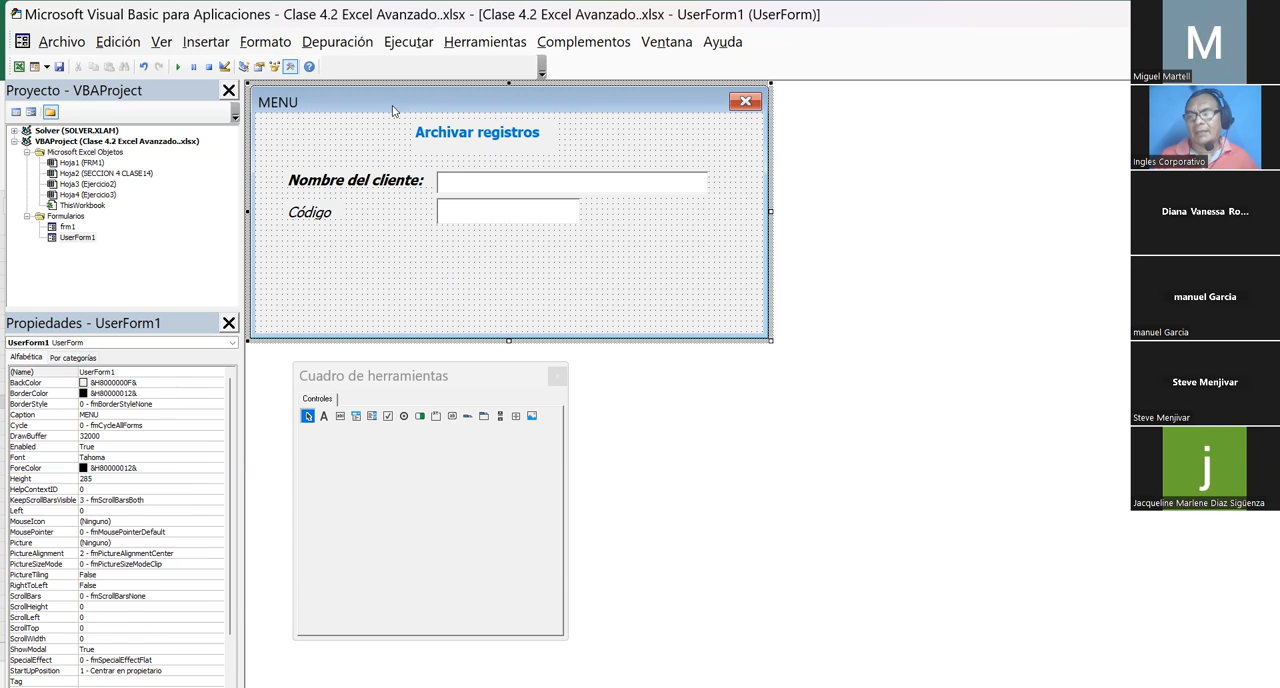 Microsoft Visual Basic para Aplicaciones - Clase 4.2 Excel Avanzado..xlsx - [Clase 4.2 Excel Avanzado..xlsx - UserForm1 (UserForm)]
Archivo Edición Ver Insertar Formato Depuración Ejecutar Herramientas Complementos Ventana Ayuda
Proyecto - VBAProject
Solver (SOLVER.XLAM)
VBAProject (Clase 4.2 Excel Avanzado..xlsx)
Microsoft Excel Objetos
Hoja1 (FRM1)
Hoja2 (SECCION 4 CLASE14)
Hoja3 (Ejercicio2)
Hoja4 (Ejercicio3)
ThisWorkbook
Formularios
frm1
UserForm1
Propiedades - UserForm1
UserForm1 UserForm
Alfabética Por categorías
(Name) UserForm1
BackColor &H8000000F&
BorderColor &H80000012&
BorderStyle 0 - fmBorderStyleNone
Caption MENU
Cycle 0 - fmCycleAllForms
DrawBuffer 32000
Enabled True
Font Tahoma
ForeColor &H80000012&
Height 285
HelpContextID 0
KeepScrollBarsVisible 3 - fmScrollBarsBoth
Left 0
MouseIcon (Ninguno)
MousePointer 0 - fmMousePointerDefault
Picture (Ninguno)
PictureAlignment 2 - fmPictureAlignmentCenter
PictureSizeMode 0 - fmPictureSizeModeClip
PictureTiling False
RightToLeft False
ScrollBars 0 - fmScrollBarsNone
ScrollHeight 0
ScrollLeft 0
ScrollTop 0
ScrollWidth 0
ShowModal True
SpecialEffect 0 - fmSpecialEffectFlat
StartUpPosition 1 - Centrar en propietario
Tag
MENU
Archivar registros
Nombre del cliente:
Código
Cuadro de herramientas
Controles
M
Miguel Martell
Ingles Corporativo
Diana Vanessa Ro...
manuel Garcia
manuel Garcia
Steve Menjivar
Steve Menjivar
j
Jacqueline Marlene Diaz Sigüenza